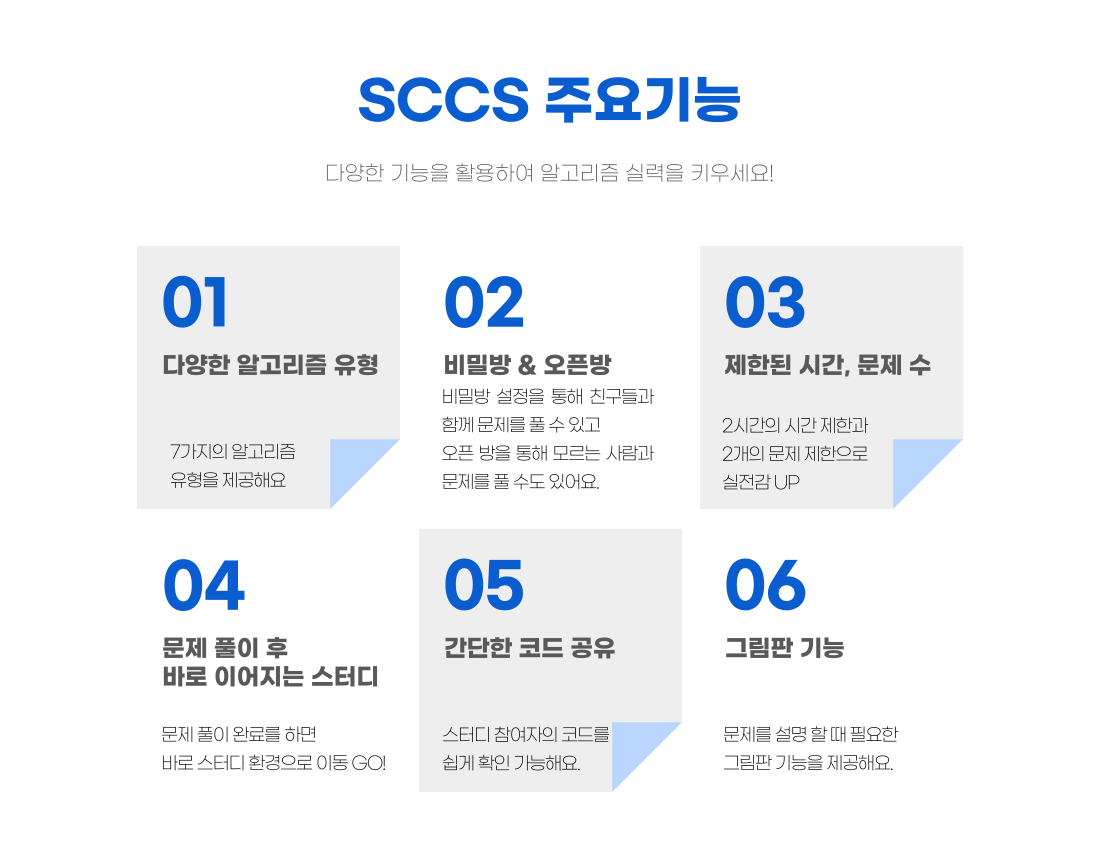 SCCS 주요기능
다양한 기능을 활용하여 알고리즘 실력을 키우세요!
01
다양한 알고리즘 유형
7가지의 알고리즘
유형을 제공해요
02
비밀방 & 오픈방
비밀방 설정을 통해 친구들과
함께 문제를 풀 수 있고
오픈 방을 통해 모르는 사람과
문제를 풀 수도 있어요.
03
제한된 시간, 문제 수
2시간의 시간 제한과
2개의 문제 제한으로
실전감 UP
04
문제 풀이 후
바로 이어지는 스터디
문제 풀이 완료를 하면
바로 스터디 환경으로 이동 GO!
05
간단한 코드 공유
스터디 참여자의 코드를
쉽게 확인 가능해요.
06
그림판 기능
문제를 설명 할 때 필요한
그림판 기능을 제공해요.